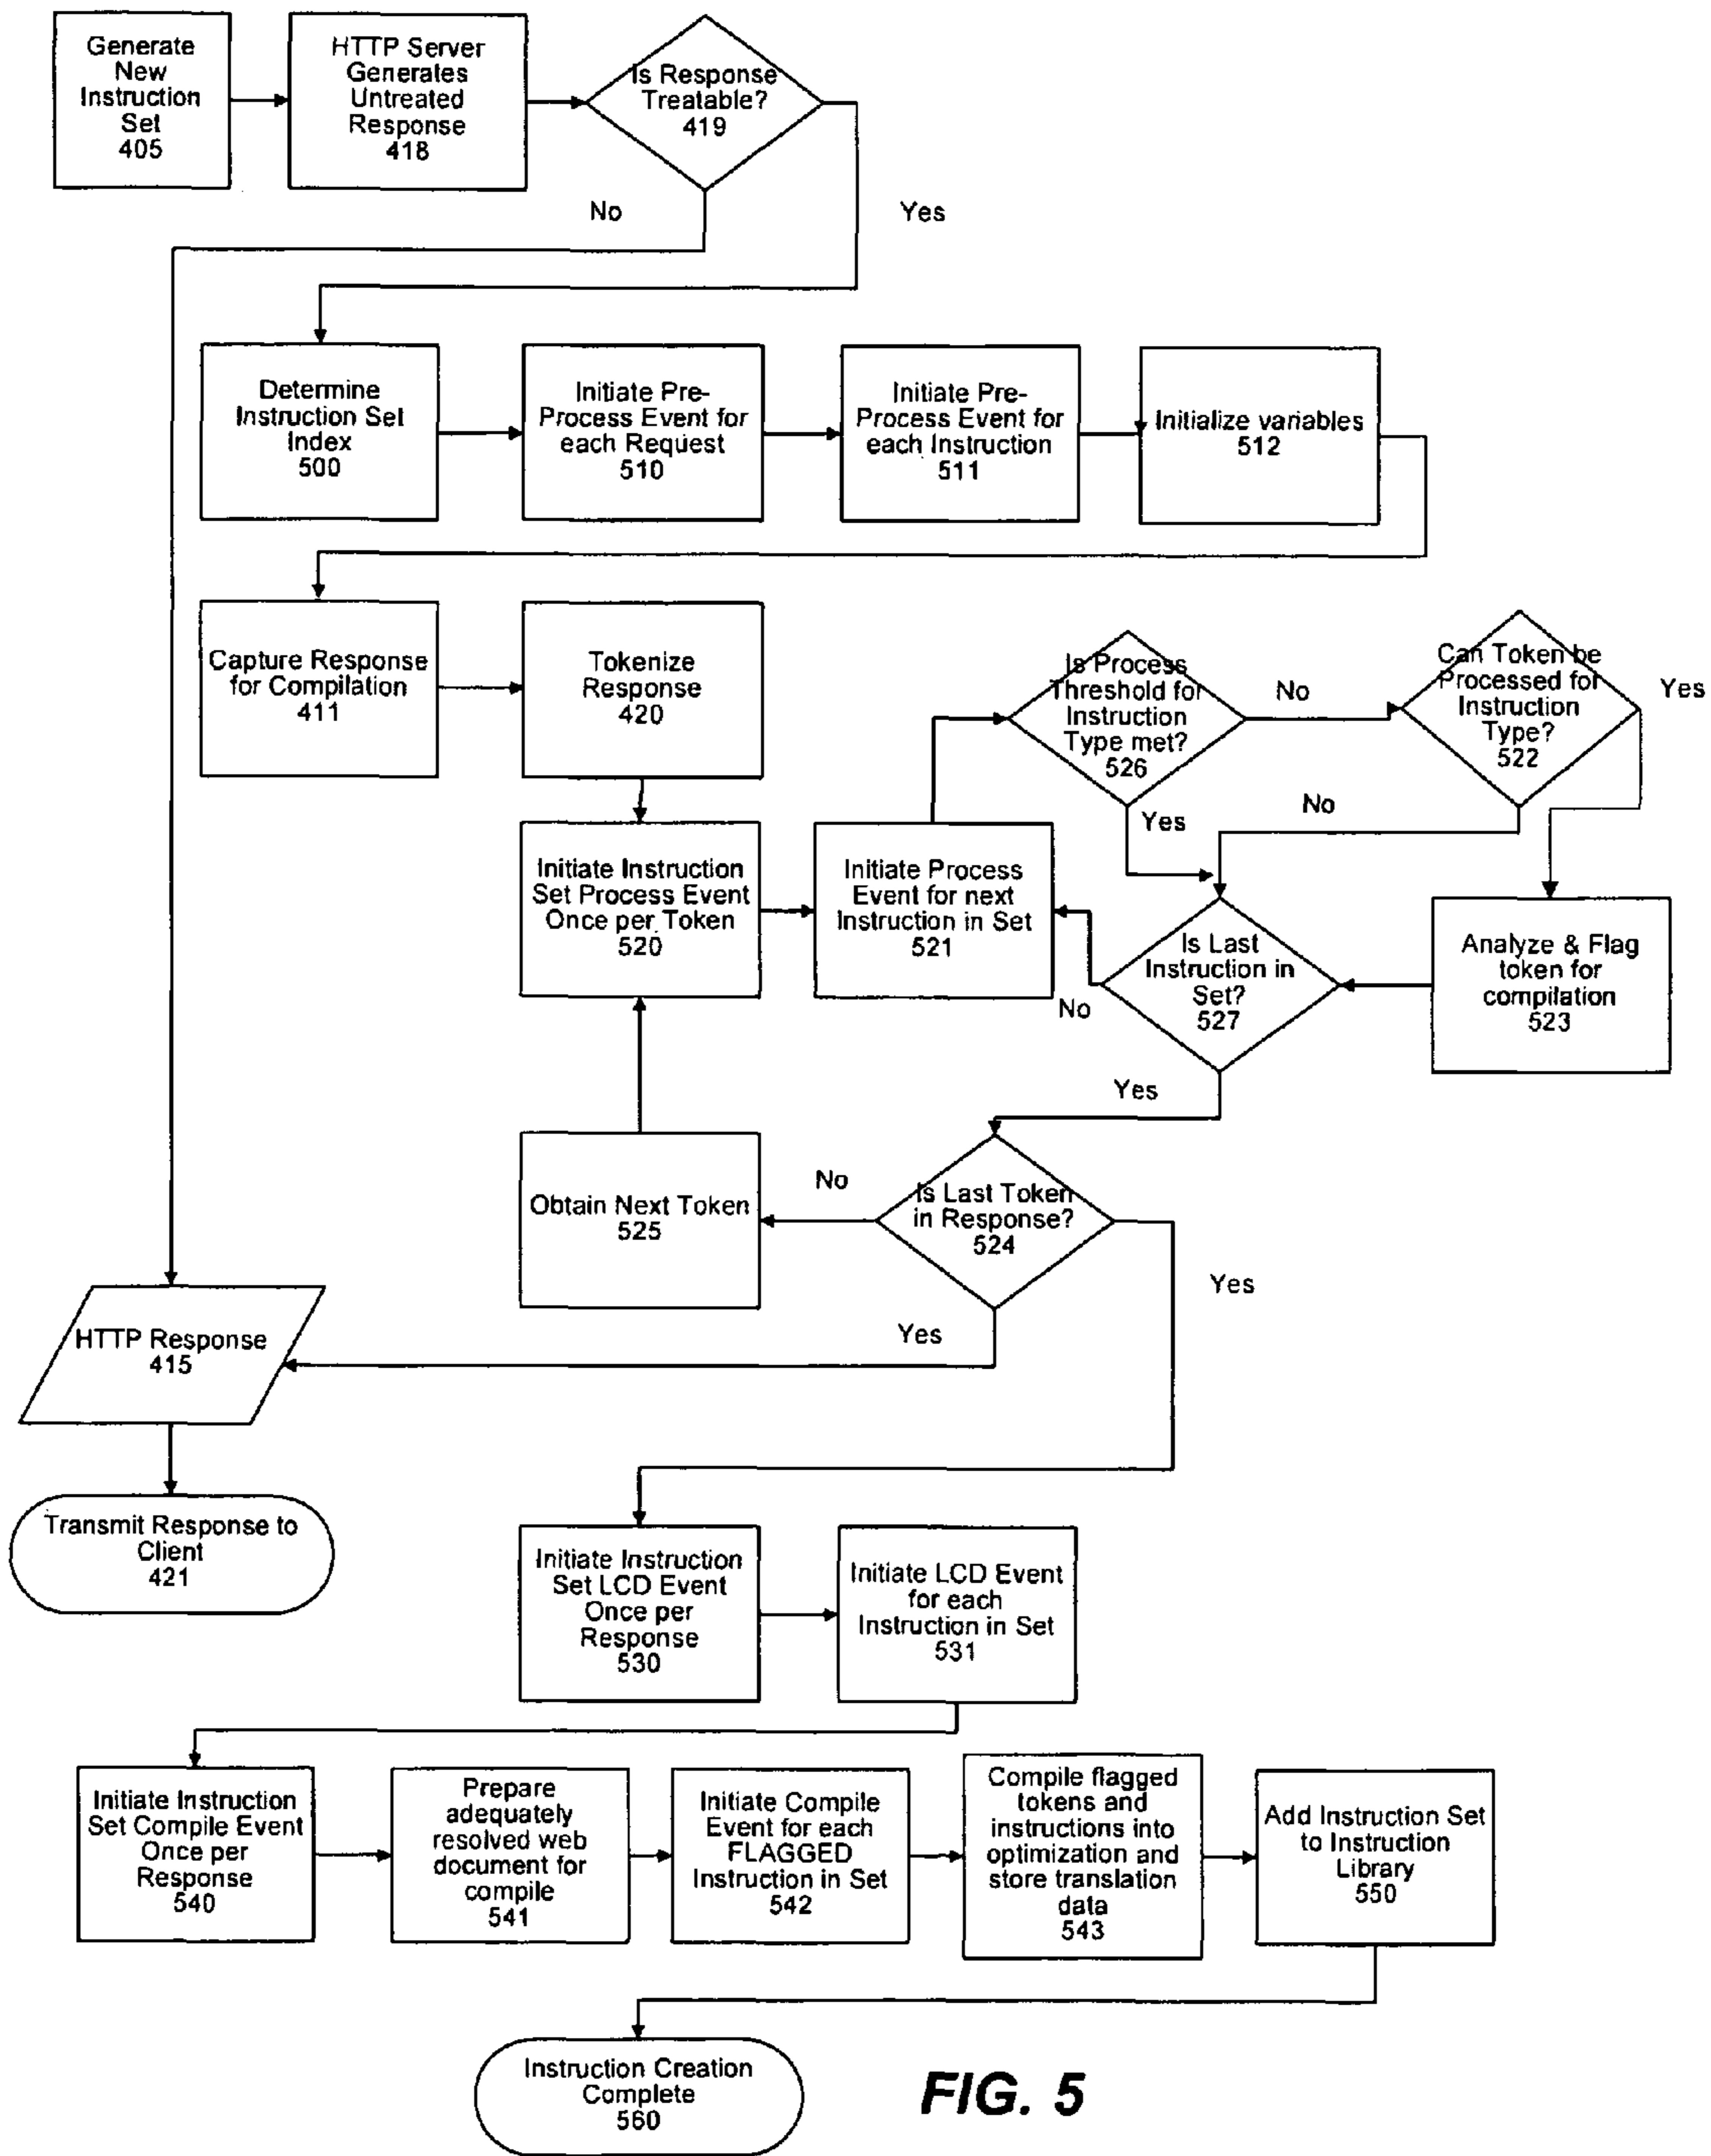 Generate
New
Instruction
Set
405
HTTP Server
Generates
Untreated
Response
418
Is Response
Treatable?
419
No
Yes
Determine
Instruction Set
Index
500
Initiate Pre-
Process Event for
each Request
510
Initiate Pre-
Process Event for
each Instruction
511
Initialize variables
512
Capture Response
for Compilation
411
Tokenize
Response
420
Is Process
Threshold for
Instruction
Type met?
526
No
Can Token be
Processed for
Instruction
Type?
522
Yes
Yes
No
Initiate Instruction
Set Process Event
Once per Token
520
Initiate Process
Event for next
Instruction in Set
521
Is Last
Instruction in
Set?
527
No
Analyze & Flag
token for
compilation
523
Yes
Obtain Next Token
525
No
Is Last Token
in Response?
524
Yes
Yes
HTTP Response
415
Transmit Response to
Client
421
Initiate Instruction
Set LCD Event
Once per
Response
530
Initiate LCD Event
for each
Instruction in Set
531
Initiate Instruction
Set Compile Event
Once per
Response
540
Prepare
adequately
resolved web
document for
compile
541
Initiate Compile
Event for each
FLAGGED
Instruction in Set
542
Compile flagged
tokens and
instructions into
optimization and
store translation
data
543
Add Instruction Set
to Instruction
Library
550
Instruction Creation
Complete
560
FIG. 5